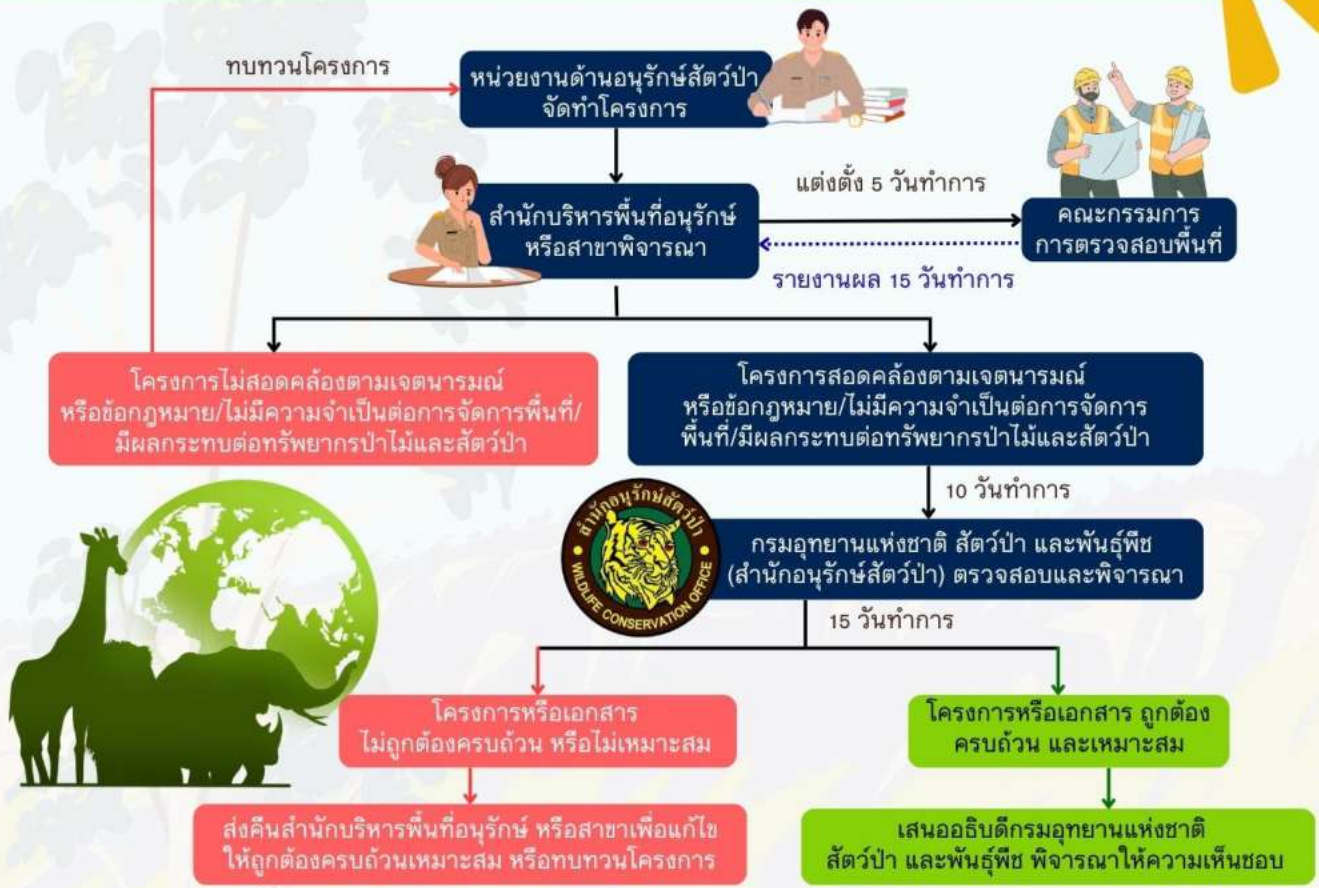 ทบทวนโครงการ
หน่วยงานด้านอนุรักษ์สัตว์ป่า
จัดทำโครงการ
สำนักบริหารพื้นที่อนุรักษ์
หรือสาขาพิจารณา
แต่งตั้ง 5 วันทำการ
คณะกรรมการ
การตรวจสอบพื้นที่
รายงานผล 15 วันทำการ
โครงการไม่สอดคล้องตามเจตนารมณ์
หรือข้อกฎหมาย/ไม่มีความจำเป็นต่อการจัดการพื้นที่/
มีผลกระทบต่อทรัพยากรป่าไม้และสัตว์ป่า
โครงการสอดคล้องตามเจตนารมณ์
หรือข้อกฎหมาย/ไม่มีความจำเป็นต่อการจัดการ
พื้นที่/มีผลกระทบต่อทรัพยากรป่าไม้และสัตว์ป่า
10 วันทำการ
สำนักอนุรักษ์สัตว์ป่า
WILDLIFE CONSERVATION OFFICE
กรมอุทยานแห่งชาติ สัตว์ป่า และพันธุ์พืช
(สำนักอนุรักษ์สัตว์ป่า) ตรวจสอบและพิจารณา
15 วันทำการ
โครงการหรือเอกสาร
ไม่ถูกต้องครบถ้วน หรือไม่เหมาะสม
โครงการหรือเอกสาร ถูกต้อง
ครบถ้วน และเหมาะสม
ส่งคืนสำนักบริหารพื้นที่อนุรักษ์ หรือสาขาเพื่อแก้ไข
ให้ถูกต้องครบถ้วนเหมาะสม หรือทบทวนโครงการ
เสนออธิบดีกรมอุทยานแห่งชาติ
สัตว์ป่า และพันธุ์พืช พิจารณาให้ความเห็นชอบ